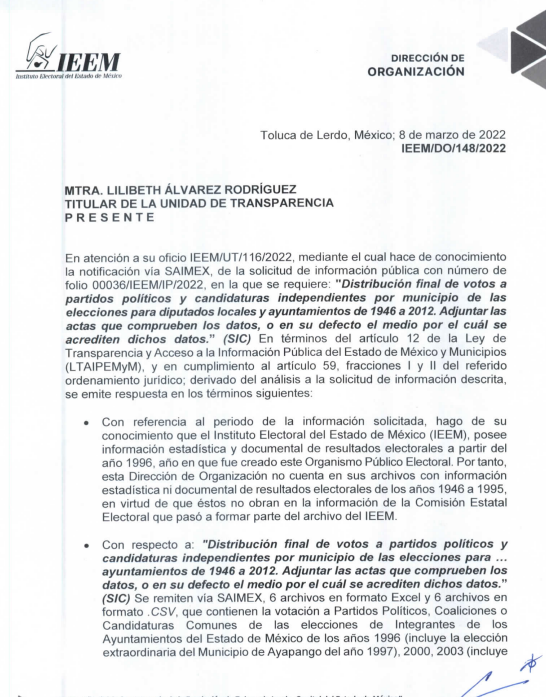 IEEM
Instituto Electoral del Estado de México
DIRECCIÓN DE
ORGANIZACIÓN
Toluca de Lerdo, México; 8 de marzo de 2022
IEEM/DO/148/2022
MTRA. LILIBETH ÁLVAREZ RODRÍGUEZ
TITULAR DE LA UNIDAD DE TRANSPARENCIA
P R E S E N T E
En atención a su oficio IEEM/UT/116/2022, mediante el cual hace de conocimiento
la notificación vía SAIMEX, de la solicitud de información pública con número de
folio 00036/IEEM/IP/2022, en la que se requiere: "Distribución final de votos a
partidos políticos y candidaturas independientes por municipio de las
elecciones para diputados locales y ayuntamientos de 1946 a 2012. Adjuntar las
actas que comprueben los datos, o en su defecto el medio por el cuál se
acrediten dichos datos." (SIC) En términos del artículo 12 de la Ley de
Transparencia y Acceso a la Información Pública del Estado de México y Municipios
(LTAIPEMyM), y en cumplimiento al artículo 59, fracciones I y II del referido
ordenamiento jurídico; derivado del análisis a la solicitud de información descrita,
se emite respuesta en los términos siguientes:
• Con referencia al periodo de la información solicitada, hago de su
conocimiento que el Instituto Electoral del Estado de México (IEEM), posee
información estadística y documental de resultados electorales a partir del
año 1996, año en que fue creado este Organismo Público Electoral. Por tanto,
esta Dirección de Organización no cuenta en sus archivos con información
estadística ni documental de resultados electorales de los años 1946 a 1995,
en virtud de que éstos no obran en la información de la Comisión Estatal
Electoral que pasó a formar parte del archivo del IEEM.
• Con respecto a: "Distribución final de votos a partidos políticos y
candidaturas independientes por municipio de las elecciones para ...
ayuntamientos de 1946 a 2012. Adjuntar las actas que comprueben los
datos, o en su defecto el medio por el cuál se acrediten dichos datos."
(SIC) Se remiten vía SAIMEX, 6 archivos en formato Excel y 6 archivos en
formato .CSV, que contienen la votación a Partidos Políticos, Coaliciones o
Candidaturas Comunes de las elecciones de Integrantes de los
Ayuntamientos del Estado de México de los años 1996 (incluye la elección
extraordinaria del Municipio de Ayapango del año 1997), 2000, 2003 (incluye